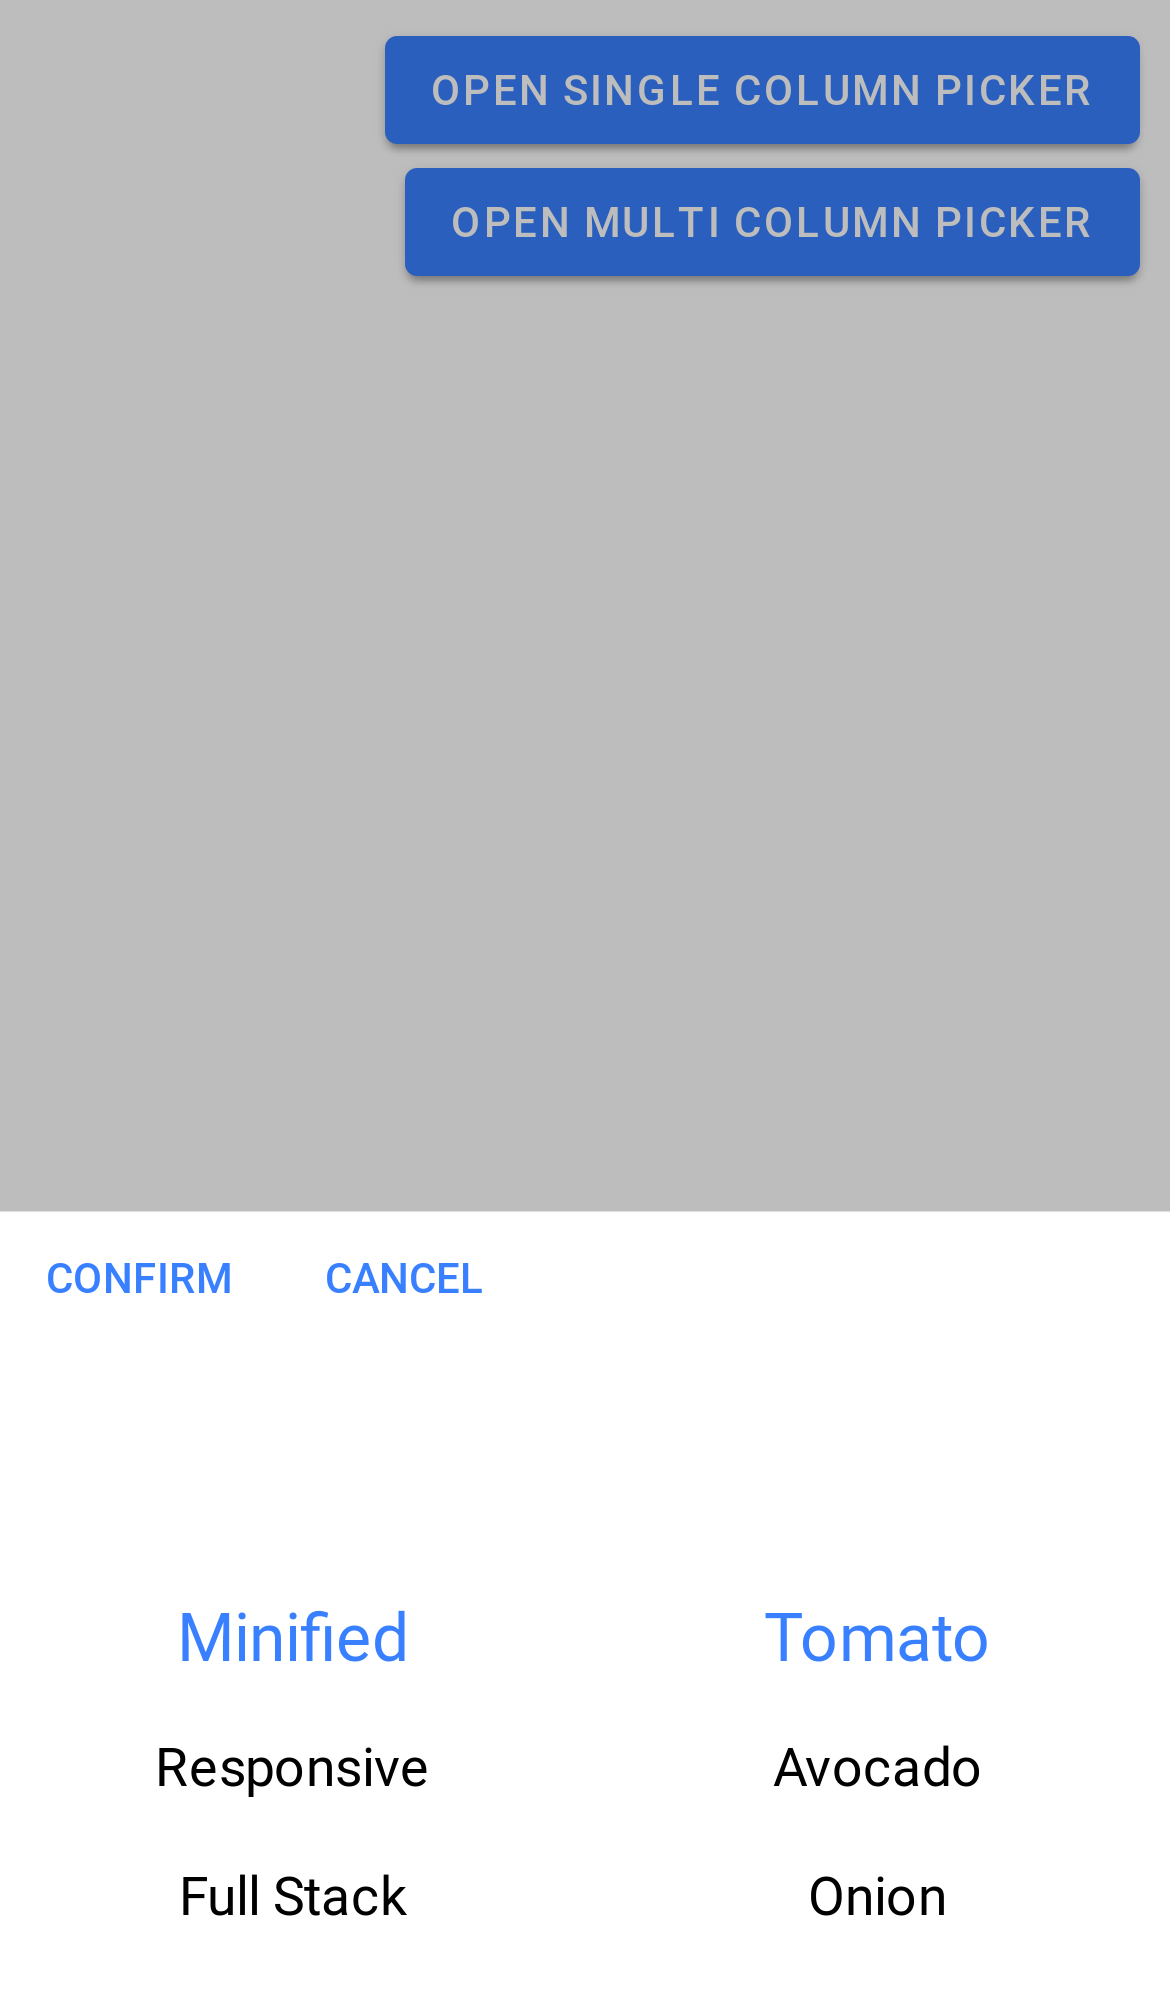 OPEN SINGLE COLUMN PICKER
OPEN MULTI COLUMN PICKER
CONFIRM CANCEL
Minified Tomato
Responsive Avocado
Full Stack Onion